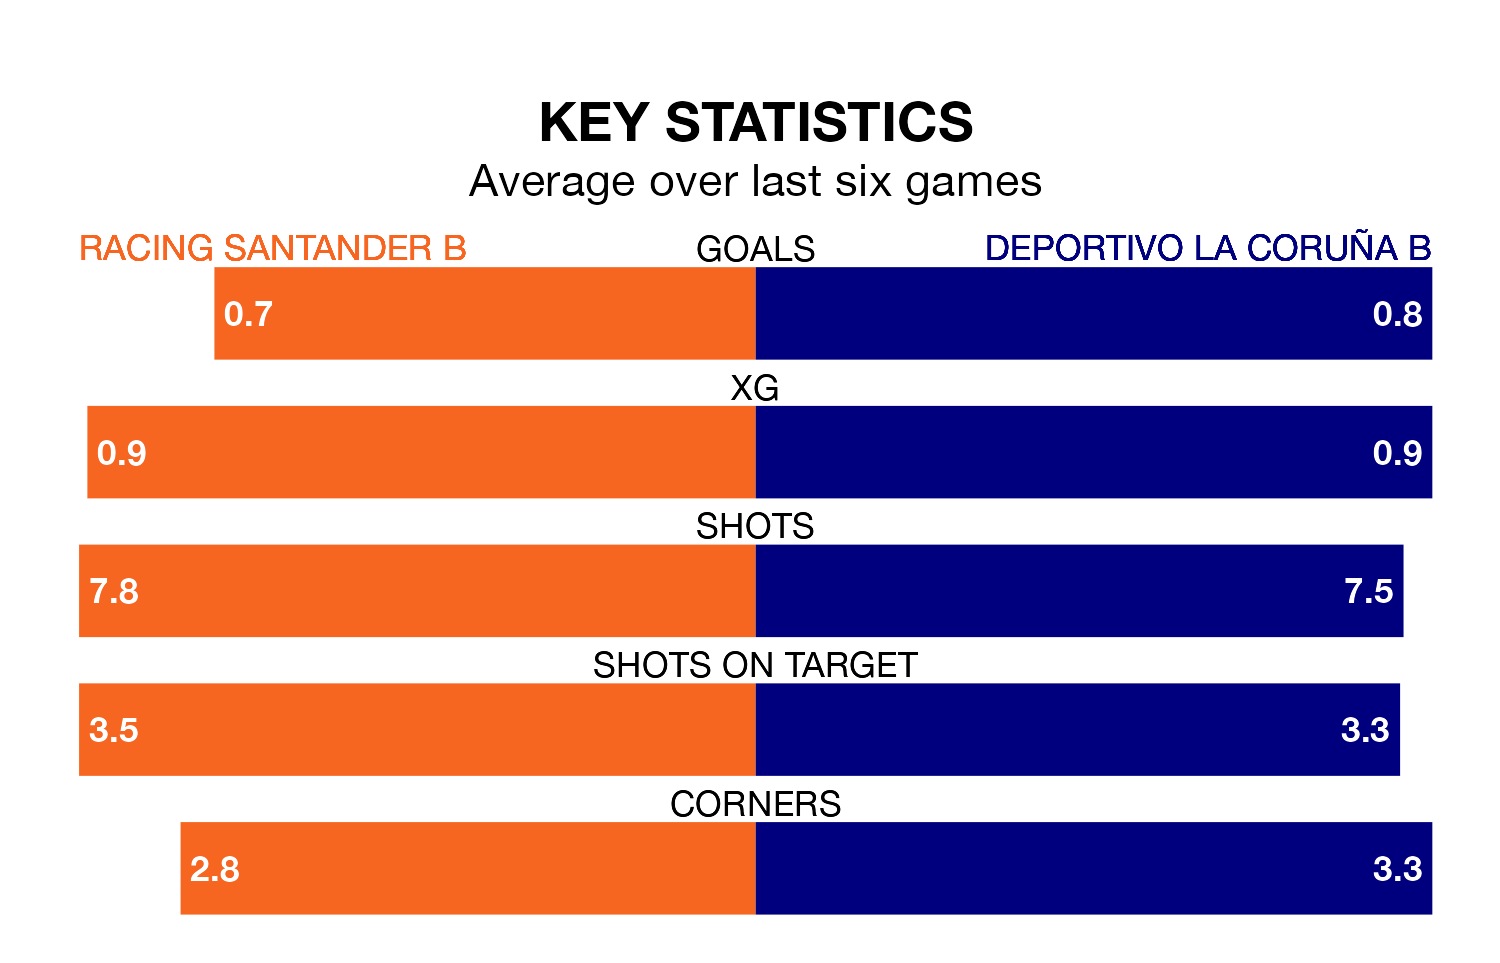 KEY STATISTICS
Average over last six games
RACING SANTANDER B GOALS DEPORTIVO LA CORUÑA B
0.7 0.8
XG
0.9 0.9
SHOTS
7.8 7.5
SHOTS ON TARGET
3.5 3.3
CORNERS
2.8 3.3